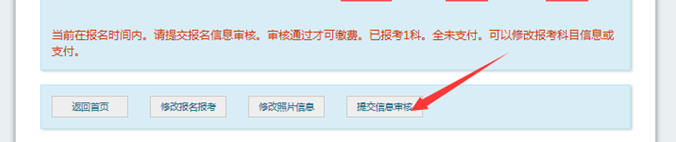 当前在报名时间内。请提交报名信息审核。审核通过才可缴费。已报考1科。全未支付。可以修改报考科目信息或
支付。
返回首页 修改报名报考 修改照片信息 提交信息审核